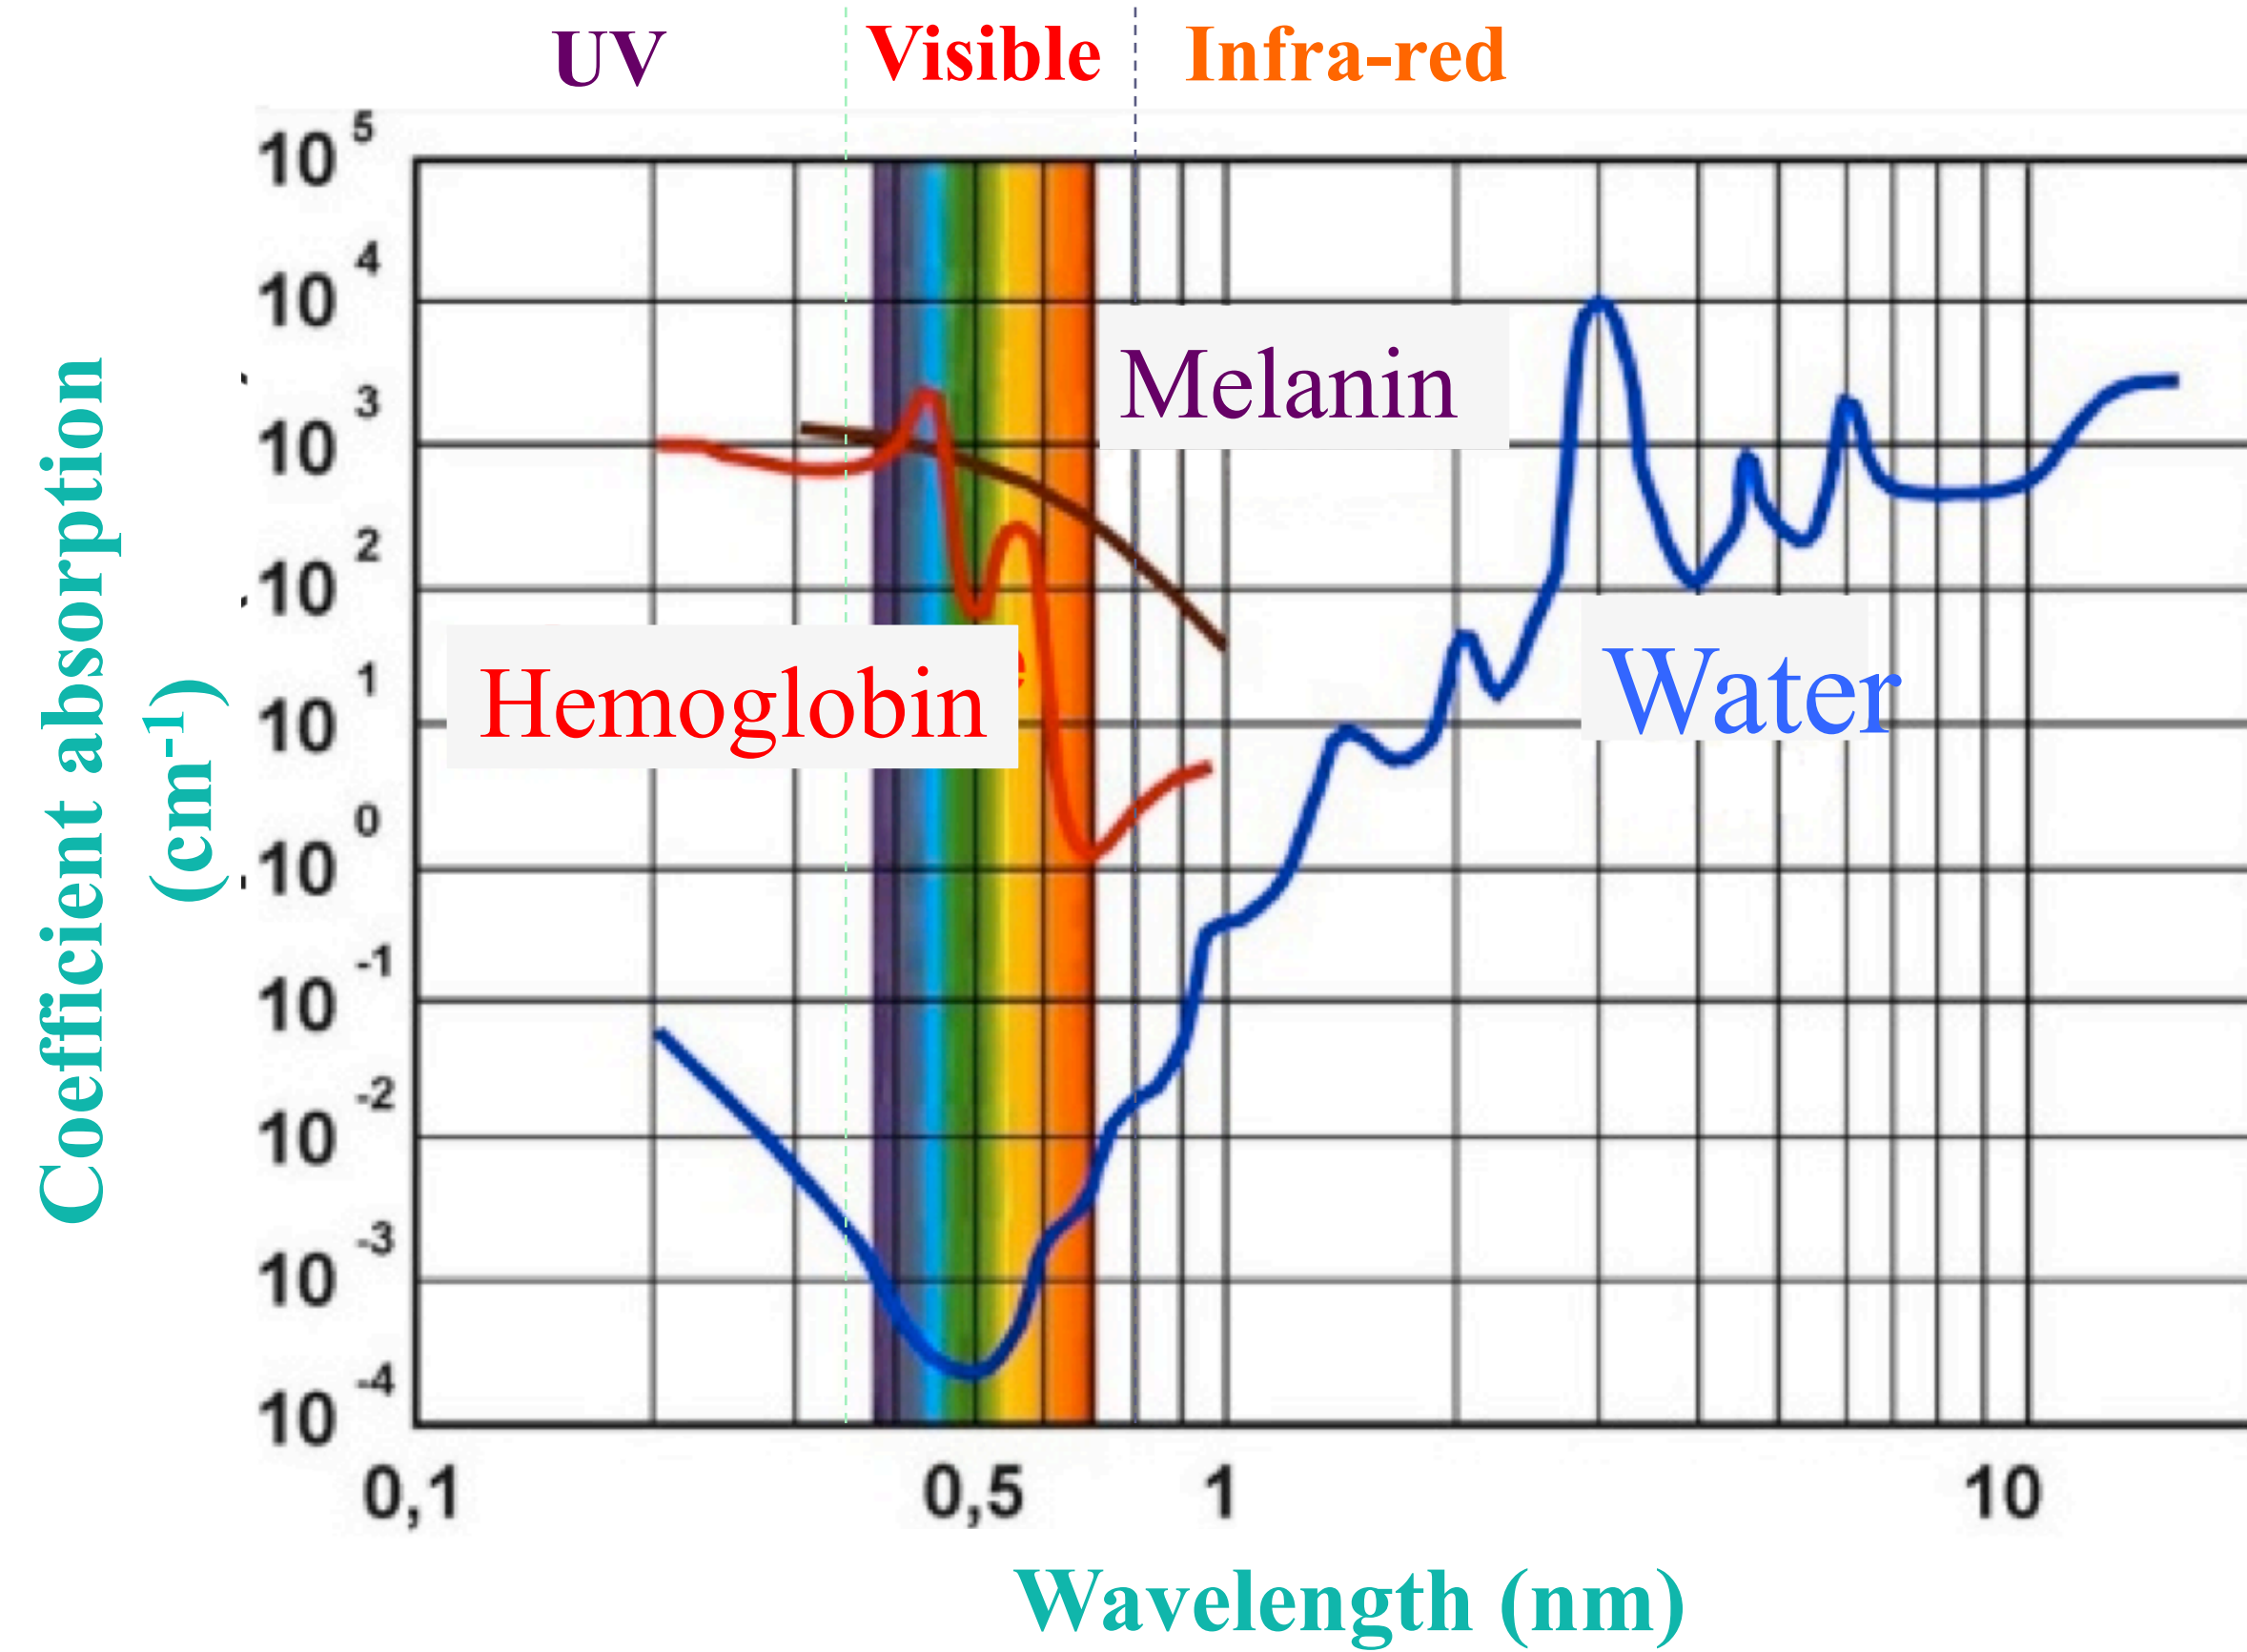 UV Visible Infra-red
10 5
10 4
10 3
10 2
10 1
10 0
10 -1
10 -2
10 -3
10 -4
Coefficient absorption
(cm-1)
Melanin
Hemoglobin
Water
0,1 0,5 1 10
Wavelength (nm)